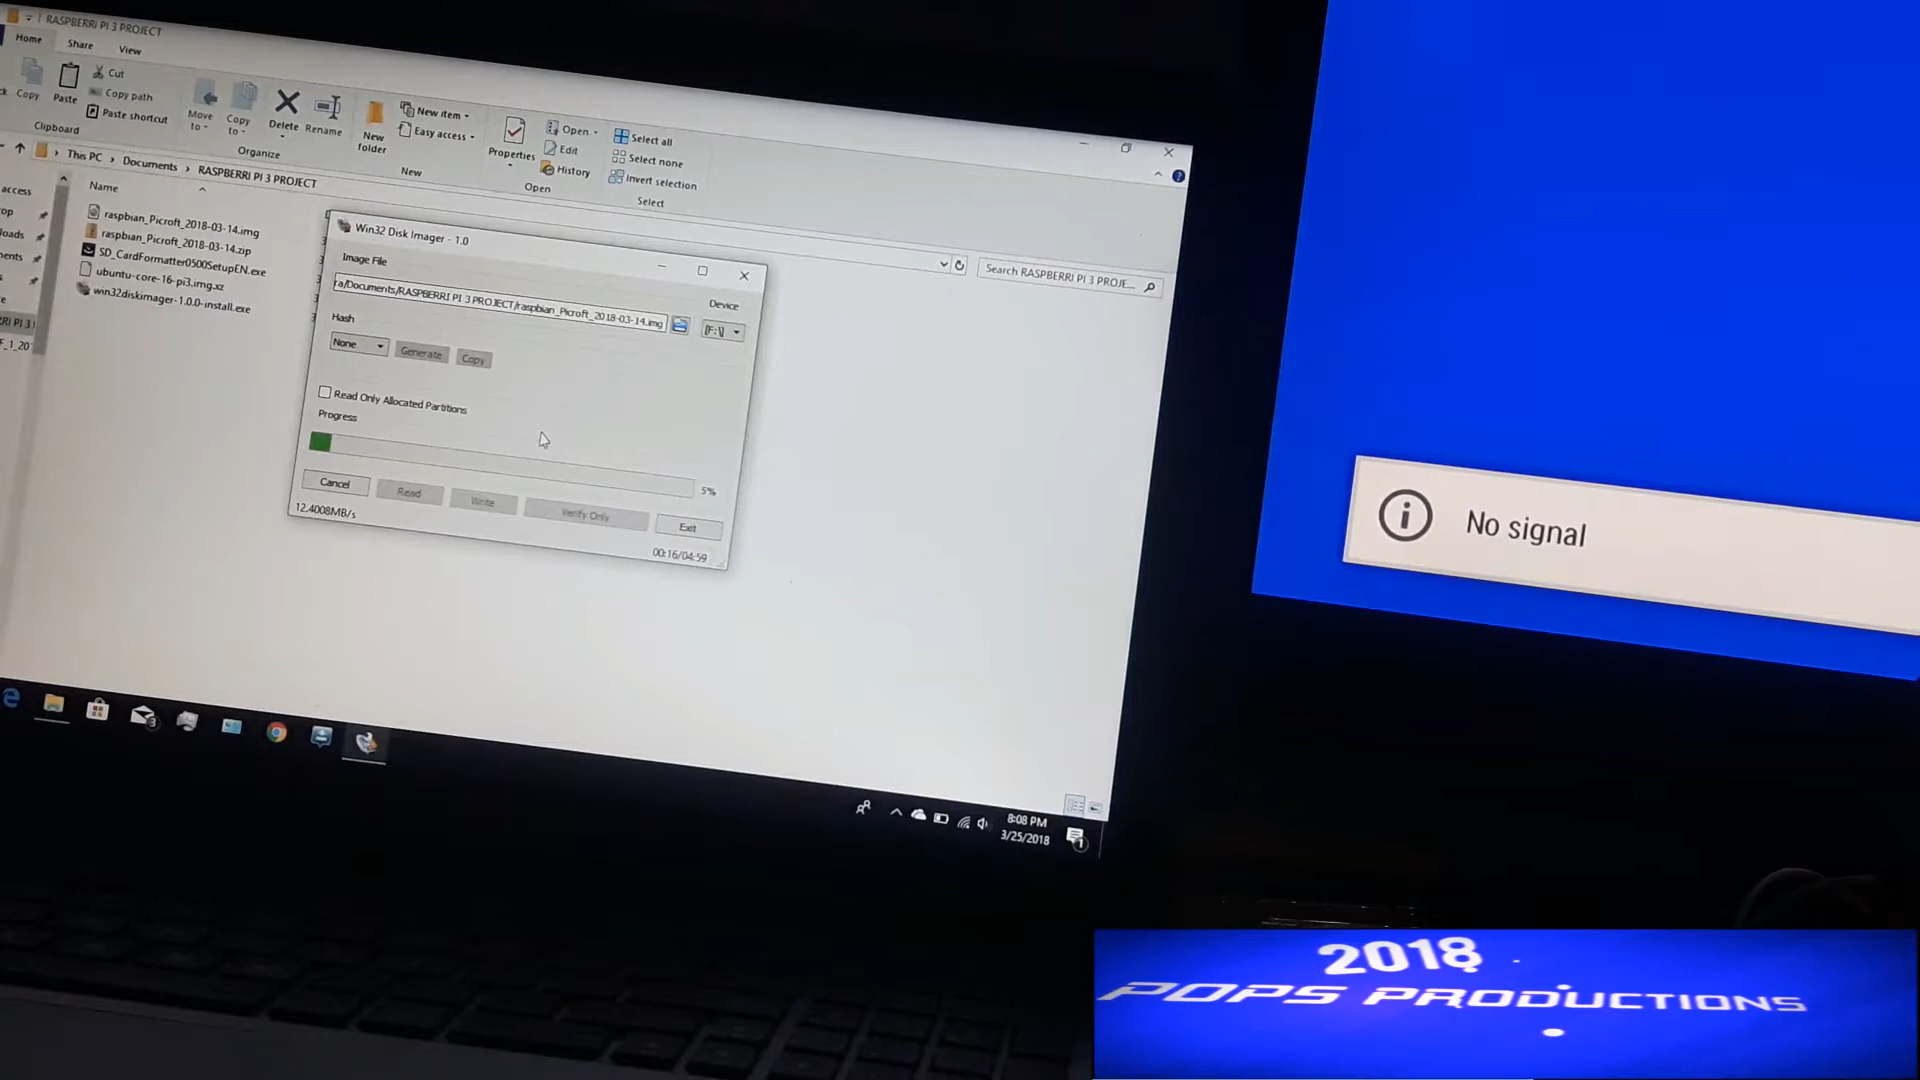 RASPBERRI PI 3 PROJECT
Home Share View
Copy
Paste
Cut
Copy path
Paste shortcut
Clipboard
Move to
Copy to
Delete
Rename
Organize
New folder
New item
Easy access
New
Properties
Open
Edit
History
Open
Select all
Select none
Invert selection
Select
This PC > Documents > RASPBERRI PI 3 PROJECT
Search RASPBERRI PI 3 PROJE...
access
Name
raspbian_Picroft_2018-03-14.img
raspbian_Picroft_2018-03-14.zip
SD_CardFormatter0500SetupEN.exe
ubuntu-core-16-pi3.img.xz
win32diskimager-1.0.0-install.exe
Win32 Disk Imager - 1.0
Image File
Device
ra/Documents/RASPBERRI PI 3 PROJECT/raspbian_Picroft_2018-03-14.img
[F:\]
Hash
None
Generate
Copy
Read Only Allocated Partitions
Progress
5%
Cancel
Read
Write
Verify Only
Exit
12.4008MB/s
00:16/04:59
8:08 PM
3/25/2018
No signal
2018
POPS PRODUCTIONS